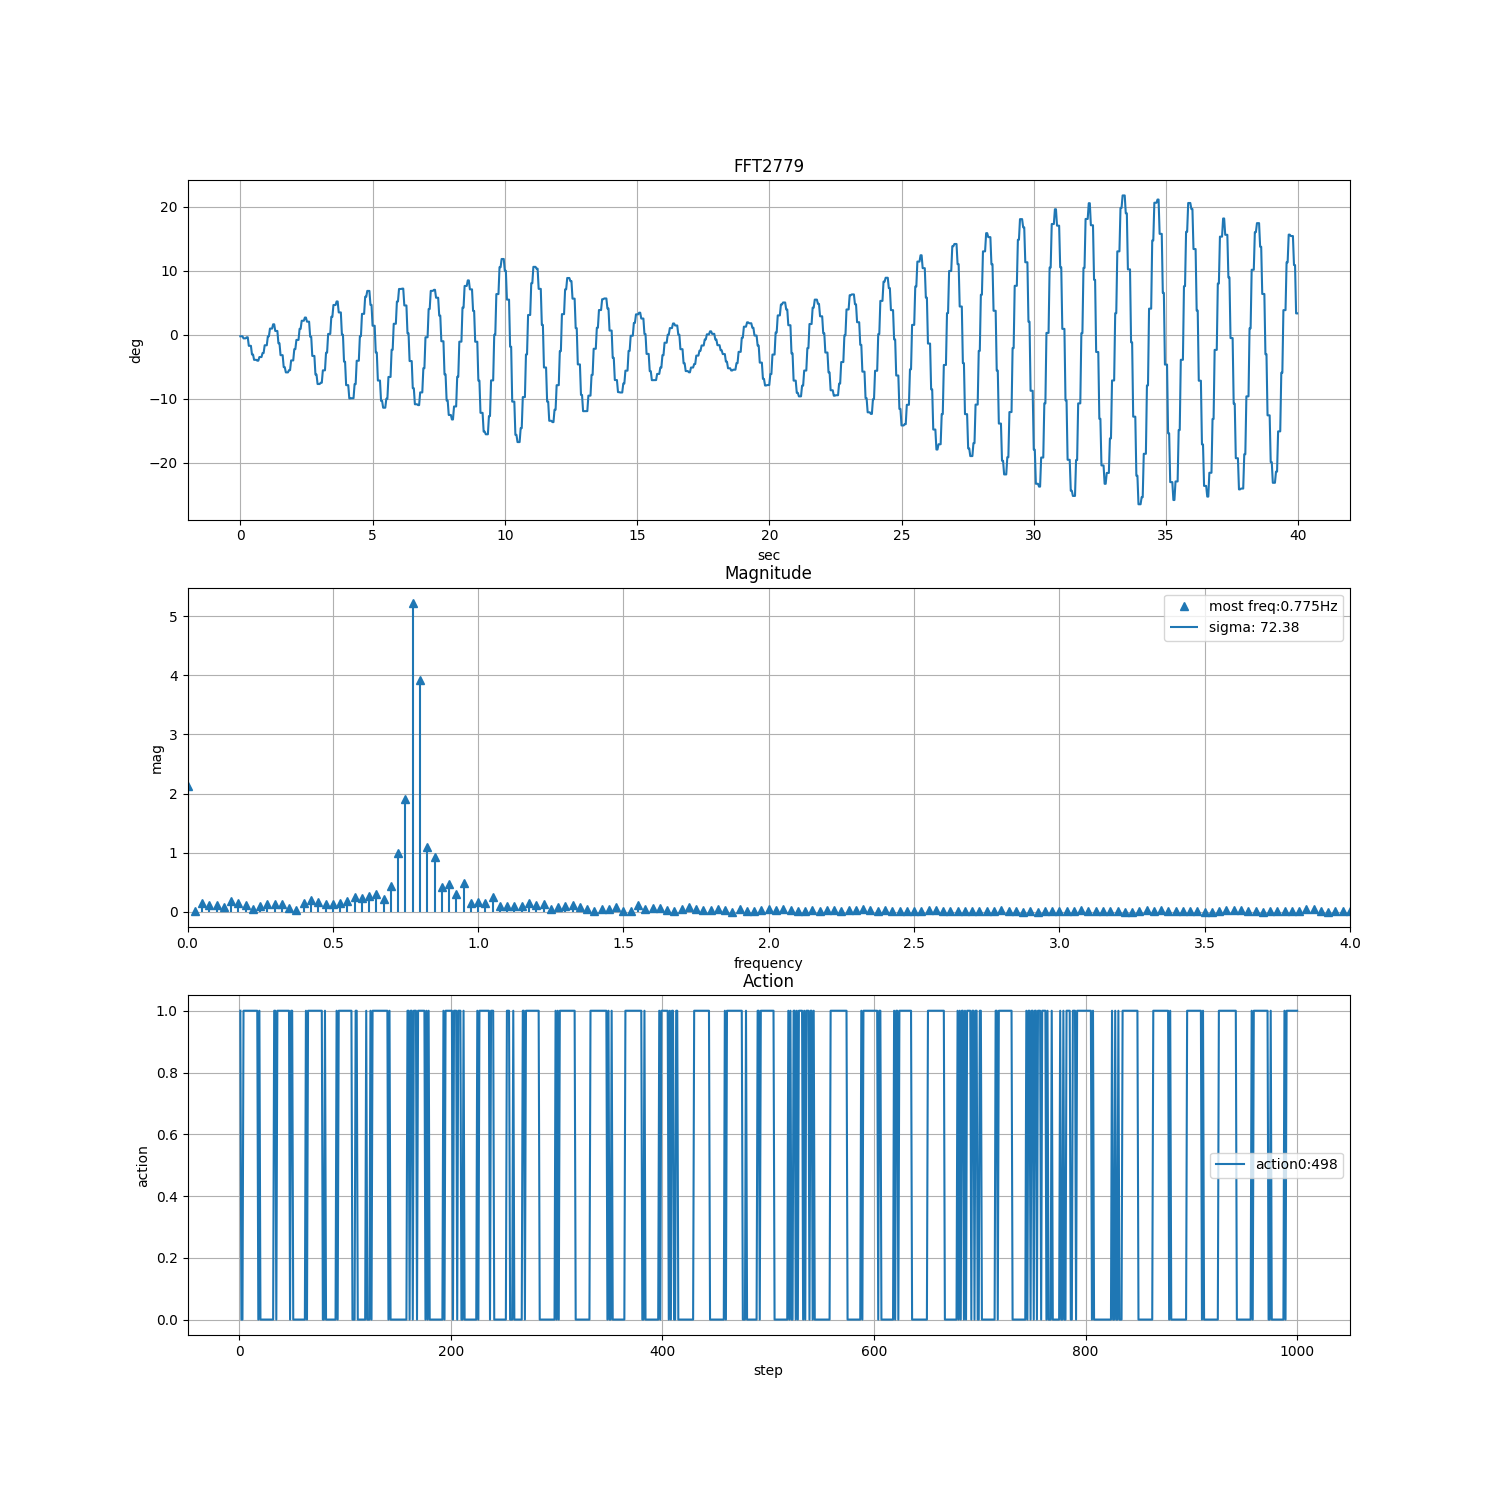 FFT2779
20
10
0
−10
−20
deg
0 5 10 15 20 25 30 35 40
sec
Magnitude
most freq:0.775Hz
sigma: 72.38
5
4
3
2
1
0
mag
0.0 0.5 1.0 1.5 2.0 2.5 3.0 3.5 4.0
frequency
Action
1.0
0.8
0.6
0.4
0.2
0.0
action
action0:498
0 200 400 600 800 1000
step